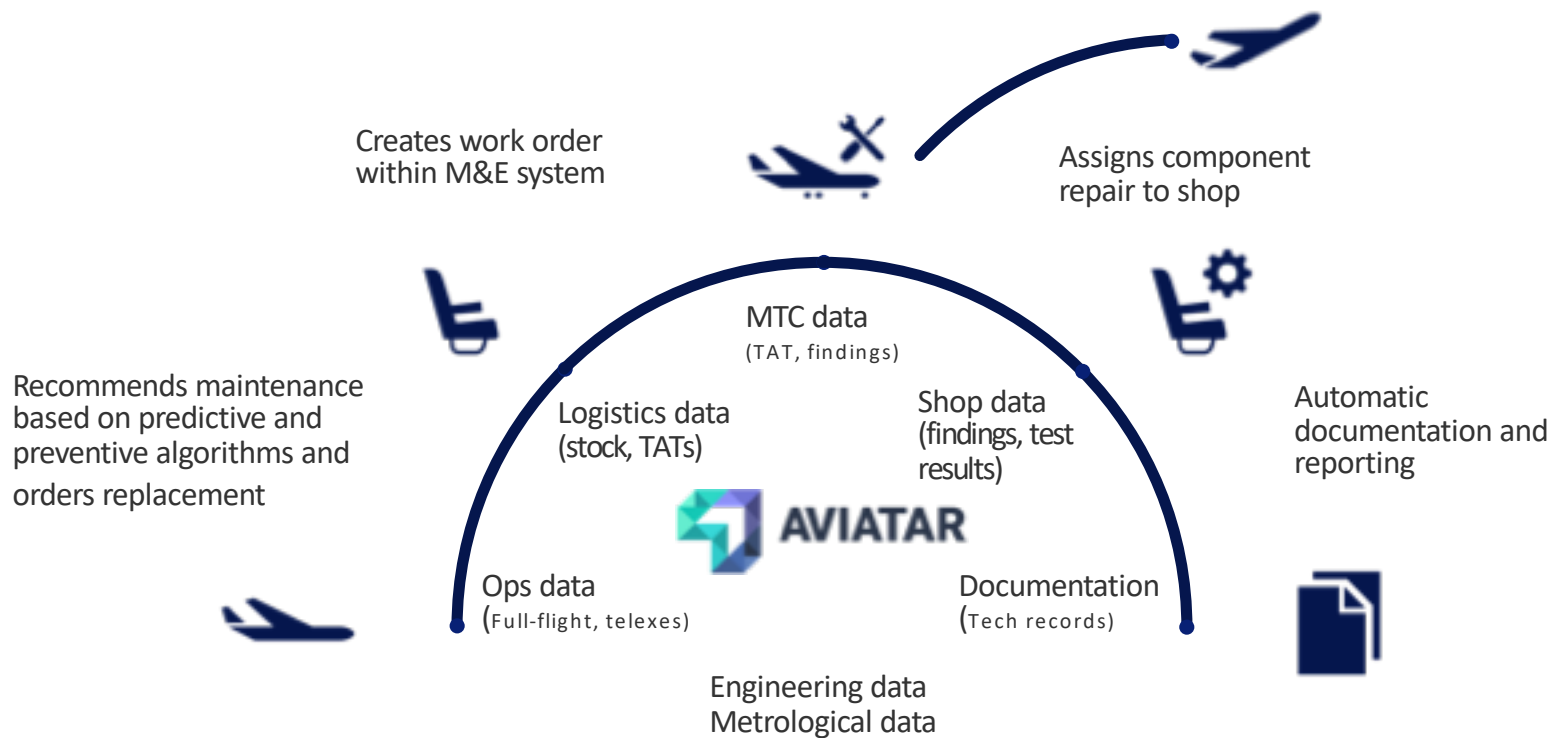 Creates work order
within M&E system
Assigns component
repair to shop
MTC data
(TAT, findings)
Recommends maintenance
based on predictive and
preventive algorithms and
orders replacement
Logistics data
(stock, TATs)
Shop data
(findings, test
results)
Automatic
documentation and
reporting
AVIATAR
Ops data
(Full-flight, telexes)
Documentation
(Tech records)
Engineering data
Metrological data